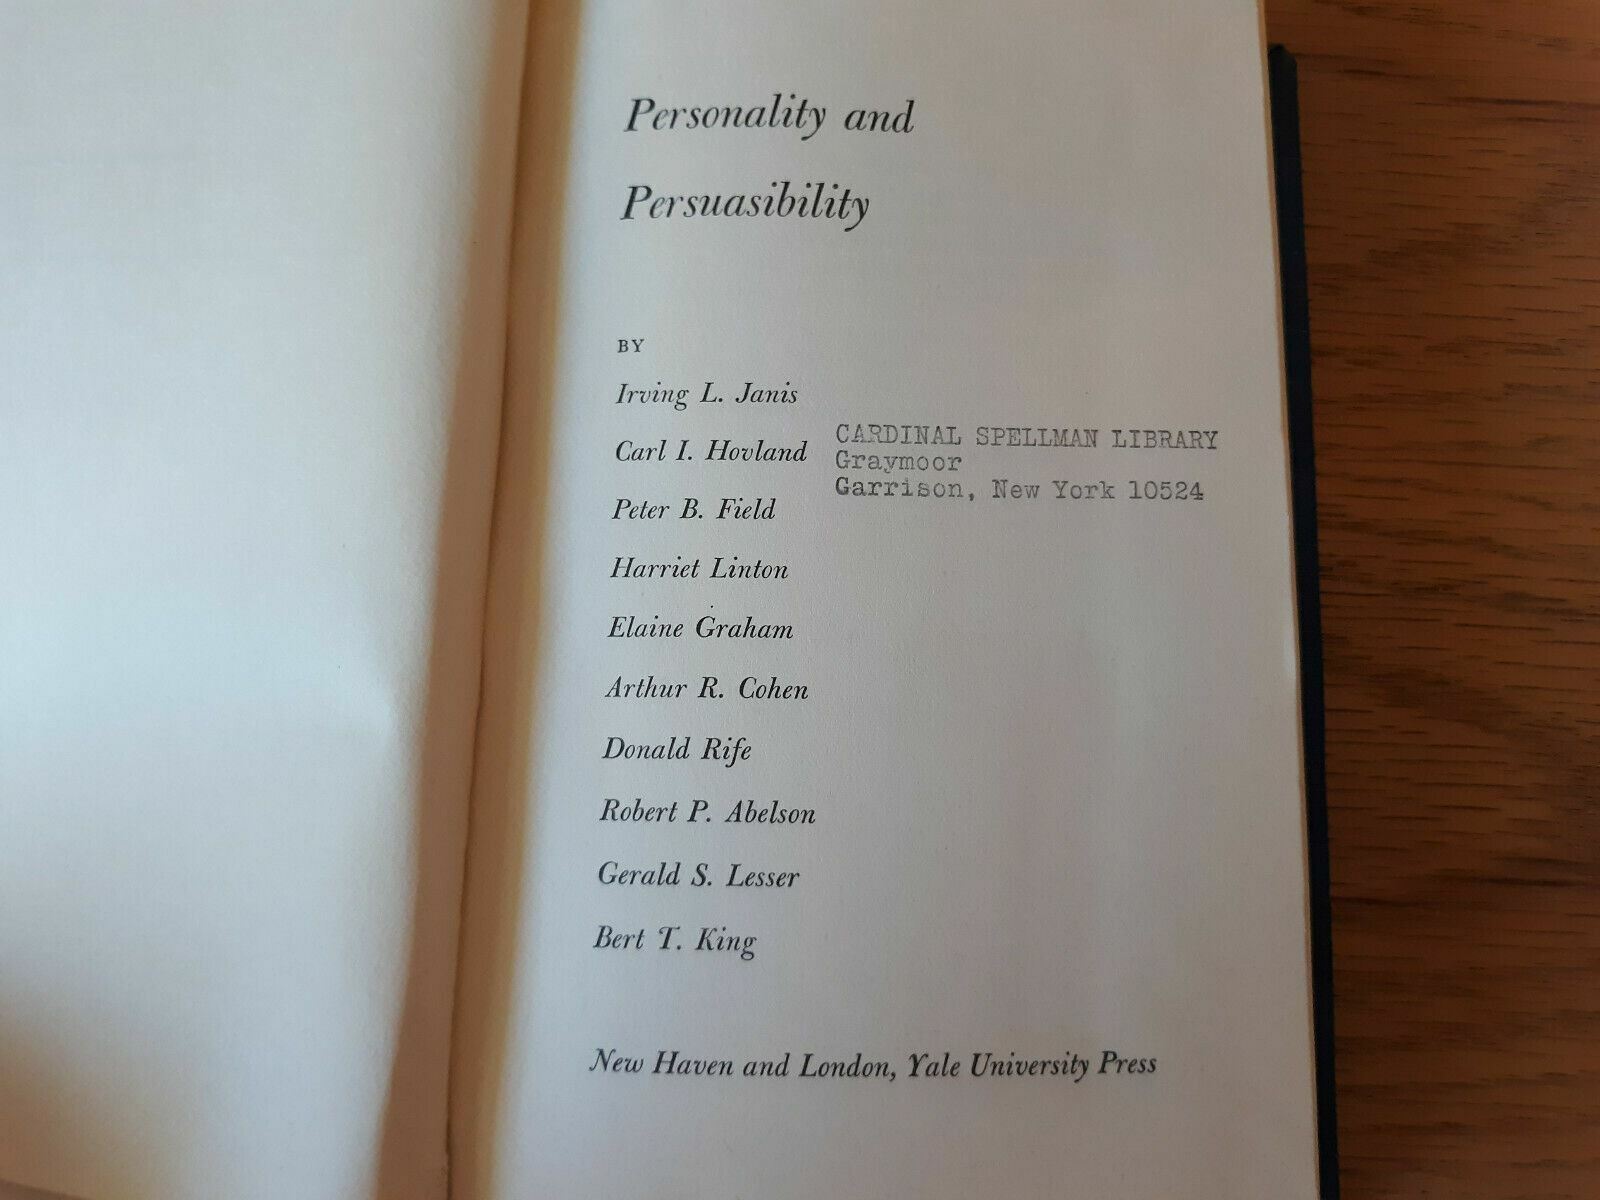 Personality and
Persuasibility
BY
Irving L. Janis
Carl I. Hovland
CARDINAL SPELLMAN LIBRARY
Graymoor
Garrison, New York 10524
Peter B. Field
Harriet Linton
Elaine Graham
Arthur R. Cohen
Donald Rife
Robert P. Abelson
Gerald S. Lesser
Bert T. King
New Haven and London, Yale University Press